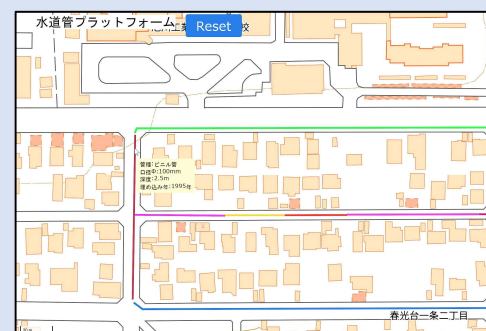 水道管プラットフォーム
Reset
校
管種:ビニル管
口径Φ:100mm
深度:2.5m
埋め込み年:1995年
春光台一条二丁目